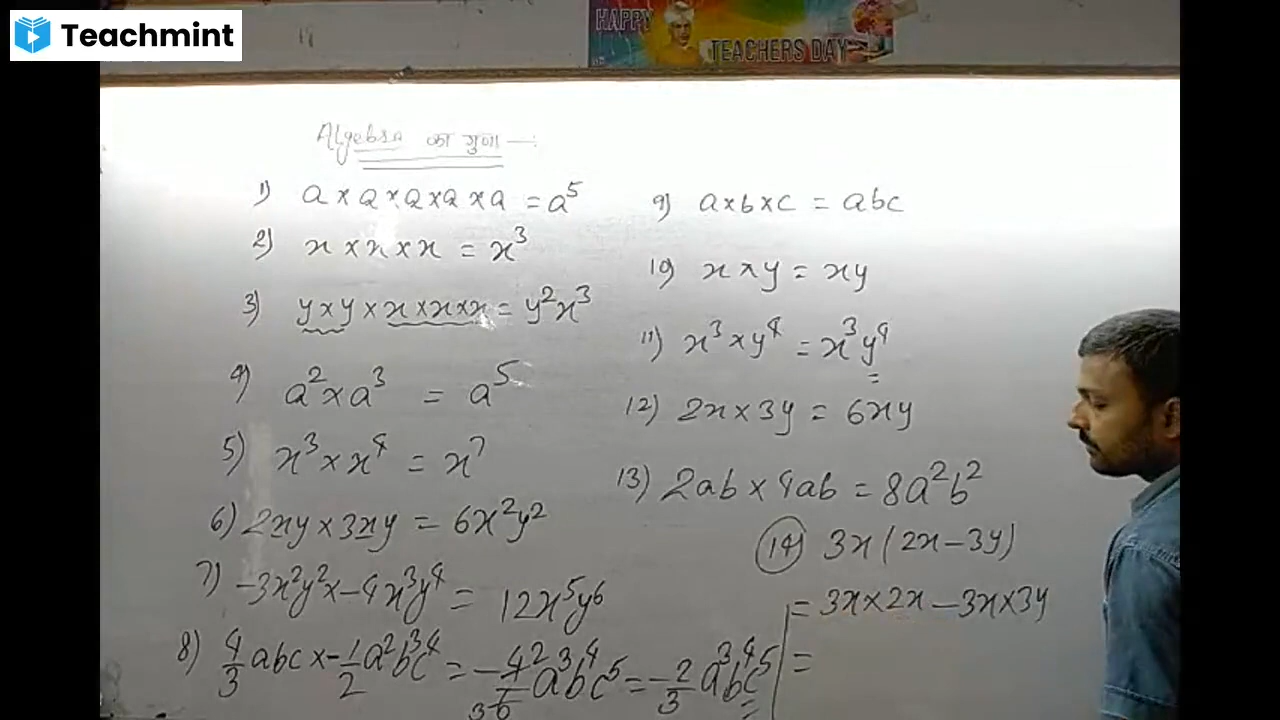 Teachmint
HAPPY
TEACHERS DAY
Algebra का गुणा —:
1) a × a × a × a × a = a⁵
2) x × x × x = x³
3) y × y × x × x × x = y²x³
4) a² × a³ = a⁵
5) x³ × x⁴ = x⁷
6) 2xy × 3xy = 6x²y²
7) -3x²y² × -4x³y⁴ = 12x⁵y⁶
8) 4/3 abc × -1/2 a²b³c⁴ = -4/6 a³b⁴c⁵ = -2/3 a³b⁴c⁵
9) a × b × c = abc
10) x × y = xy
11) x³ × y⁴ = x³y⁴
12) 2x × 3y = 6xy
13) 2ab × 4ab = 8a²b²
14) 3x(2x - 3y)
= 3x × 2x - 3x × 3y
=